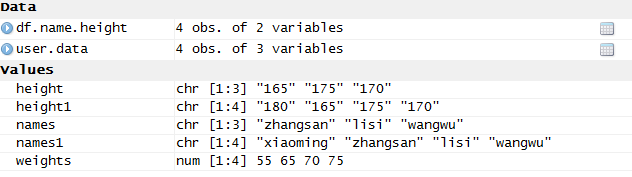 Data
df.name.height 4 obs. of 2 variables
user.data 4 obs. of 3 variables
Values
height chr [1:3] "165" "175" "170"
height1 chr [1:4] "180" "165" "175" "170"
names chr [1:3] "zhangsan" "lisi" "wangwu"
names1 chr [1:4] "xiaoming" "zhangsan" "lisi" "wangwu"
weights num [1:4] 55 65 70 75